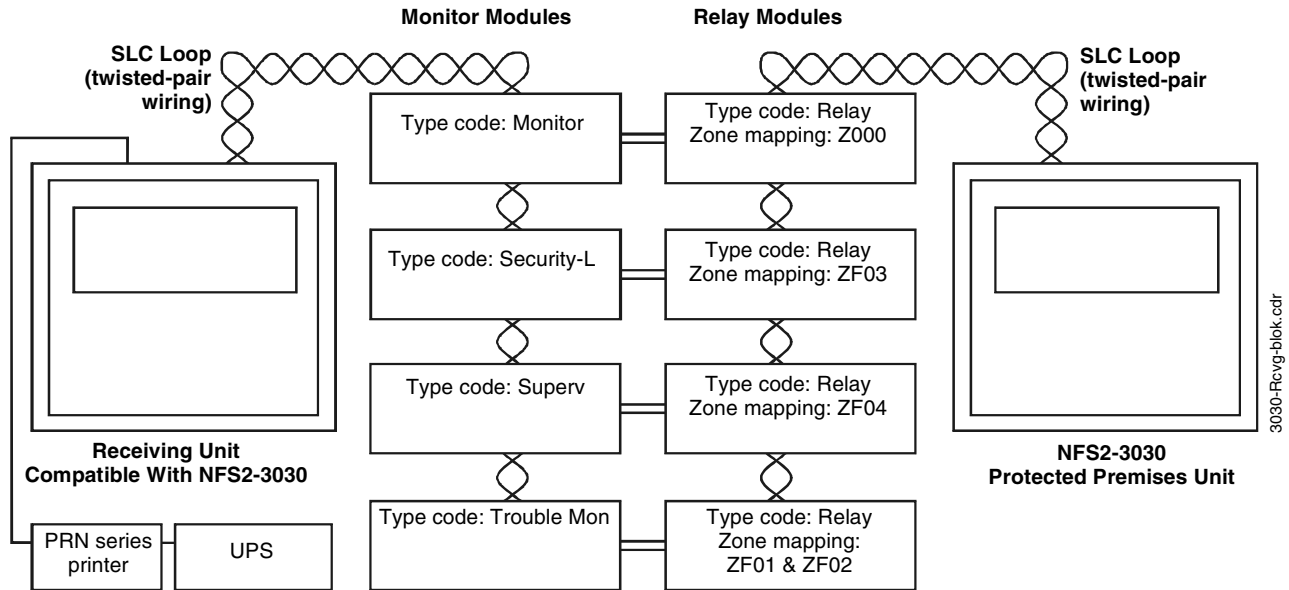 Monitor Modules
Relay Modules
SLC Loop
(twisted-pair
wiring)
SLC Loop
(twisted-pair
wiring)
Type code: Monitor
Type code: Relay
Zone mapping: Z000
Type code: Security-L
Type code: Relay
Zone mapping: ZF03
Type code: Superv
Type code: Relay
Zone mapping: ZF04
Type code: Trouble Mon
Type code: Relay
Zone mapping:
ZF01 & ZF02
Receiving Unit
Compatible With NFS2-3030
NFS2-3030
Protected Premises Unit
PRN series
printer
UPS
3030-Rcvg-blok.cdr